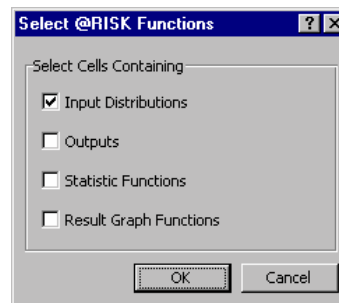 Select @RISK Functions
Select Cells Containing
Input Distributions
Outputs
Statistic Functions
Result Graph Functions
OK
Cancel